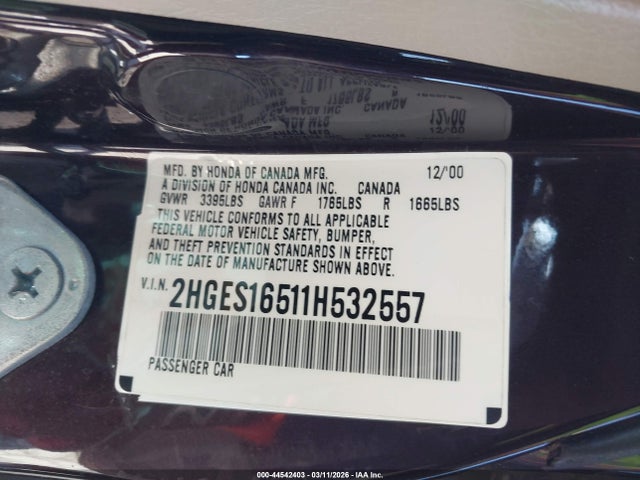 MFD. BY HONDA OF CANADA MFG. 12/'00
A DIVISION OF HONDA CANADA INC. CANADA
GVWR 3395LBS GAWR F 1765LBS R 1665LBS
THIS VEHICLE CONFORMS TO ALL APPLICABLE
FEDERAL MOTOR VEHICLE SAFETY, BUMPER,
AND THEFT PREVENTION STANDARDS IN EFFECT
ON THE DATE OF MANUFACTURE SHOWN ABOVE.
V.I.N. 2HGES16511H532557
PASSENGER CAR
000-44542403 - 03/11/2026 - IAA Inc.